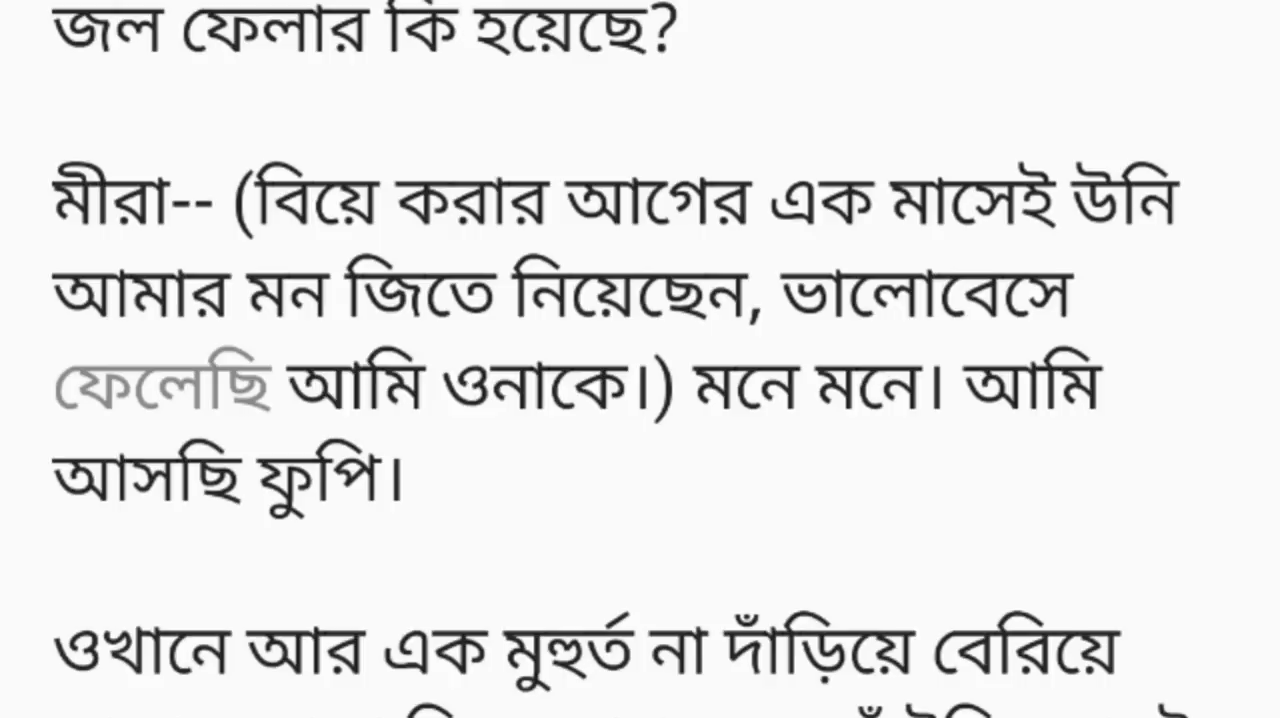 জল ফেলার কি হয়েছে?
মীরা-- (বিয়ে করার আগের এক মাসেই উনি
আমার মন জিতে নিয়েছেন, ভালোবেসে
ফেলেছি আমি ওনাকে।) মনে মনে। আমি
আসছি ফুপি।
ওখানে আর এক মুহুর্ত না দাঁড়িয়ে বেরিয়ে